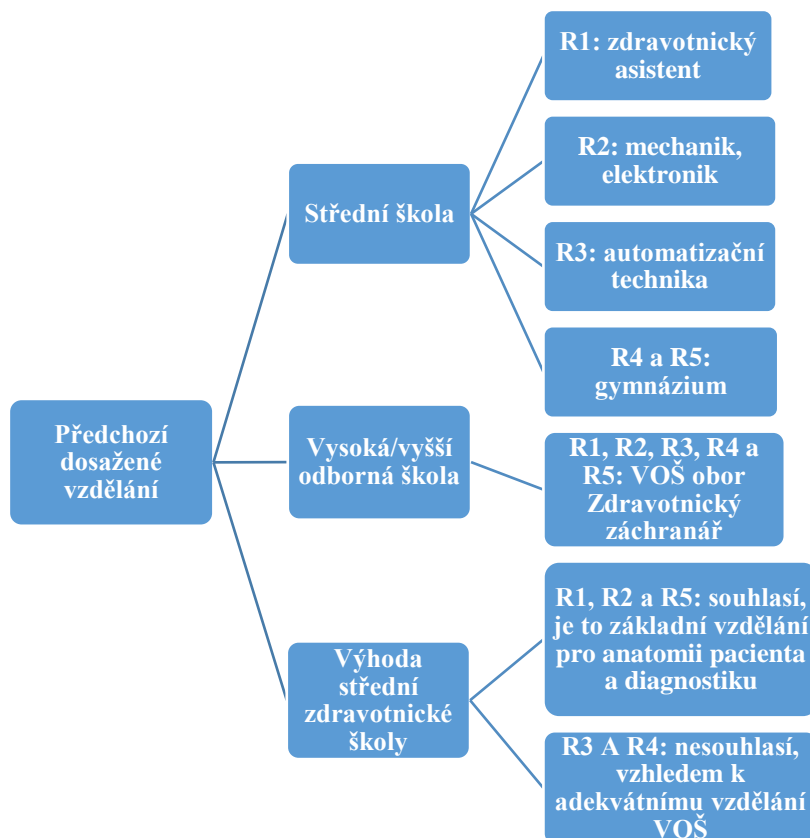 Předchozí
dosažené
vzdělání
Střední škola
R1: zdravotnický
asistent
R2: mechanik,
elektronik
R3: automatizační
technika
R4 a R5:
gymnázium
Vysoká/vyšší
odborná škola
R1, R2, R3, R4 a
R5: VOŠ obor
Zdravotnický
záchranář
Výhoda
střední
zdravotnické
školy
R1, R2 a R5: souhlasí,
je to základní vzdělání
pro anatomii pacienta
a diagnostiku
R3 A R4: nesouhlasí,
vzhledem k
adekvátnímu vzdělání
VOŠ